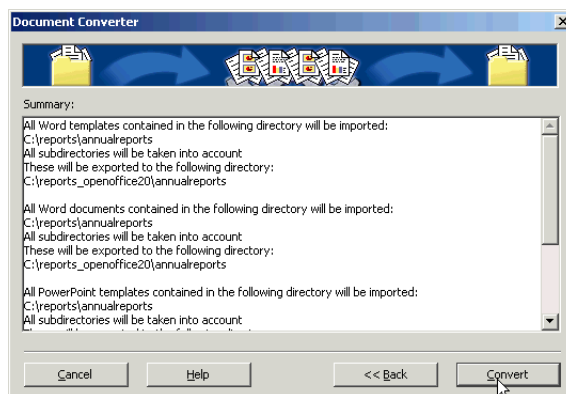 Document Converter
Summary:
All Word templates contained in the following directory will be imported:
C:\reports\annualreports
All subdirectories will be taken into account
These will be exported to the following directory:
C:\reports_openoffice20\annualreports
All Word documents contained in the following directory will be imported:
C:\reports\annualreports
All subdirectories will be taken into account
These will be exported to the following directory:
C:\reports_openoffice20\annualreports
All PowerPoint templates contained in the following directory will be imported:
C:\reports\annualreports
All subdirectories will be taken into account
Cancel Help << Back Convert